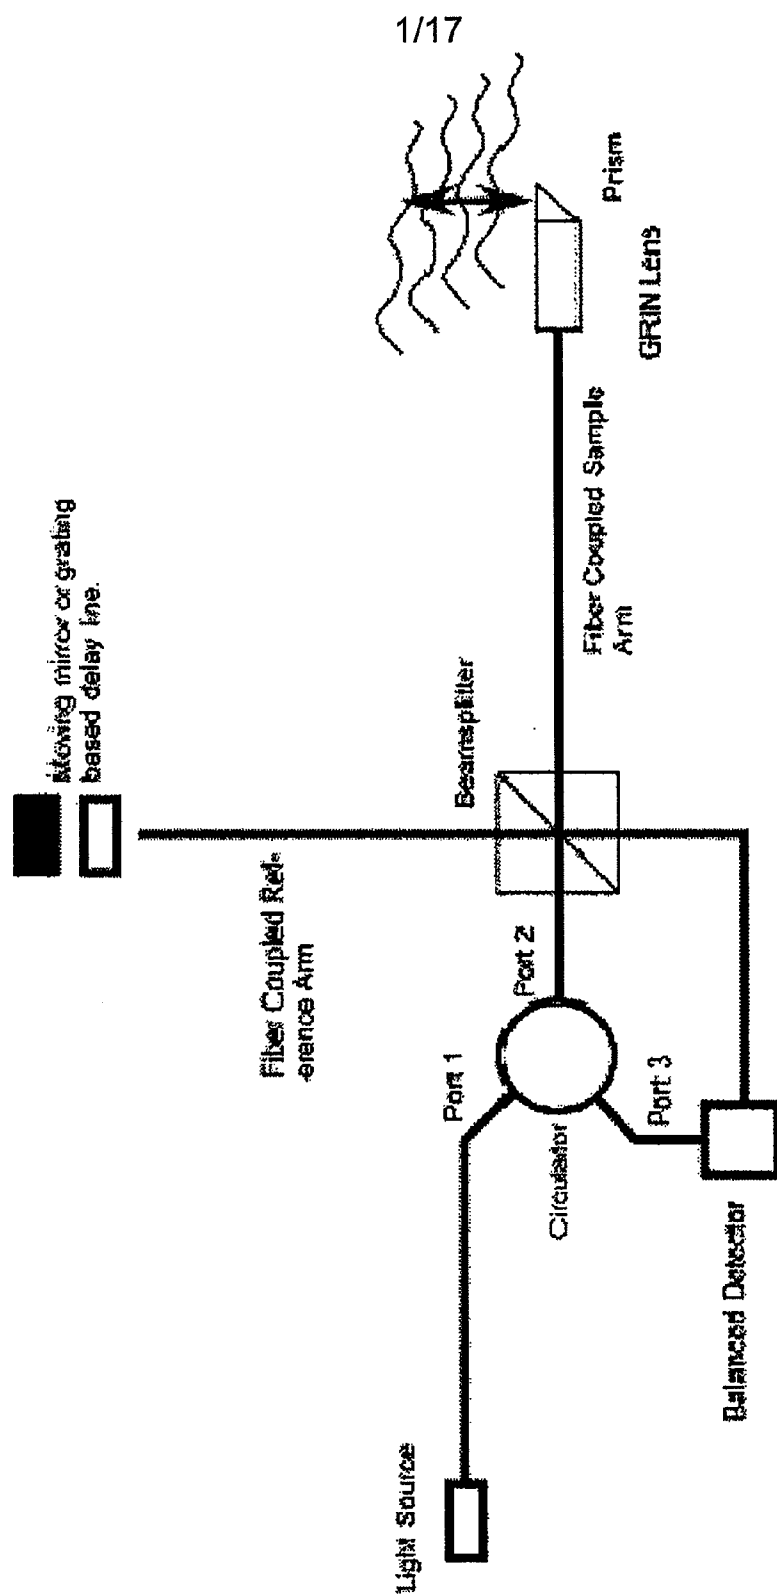 1/17
Moving mirror or grating
based delay line.
Fiber Coupled Ref-
erence Arm
Beamsplitter
Fiber Coupled Sample
Arm
GRIN Lens
Prism
Port 1
Port 2
Port 3
Circulador
Light Source
Balanced Detector